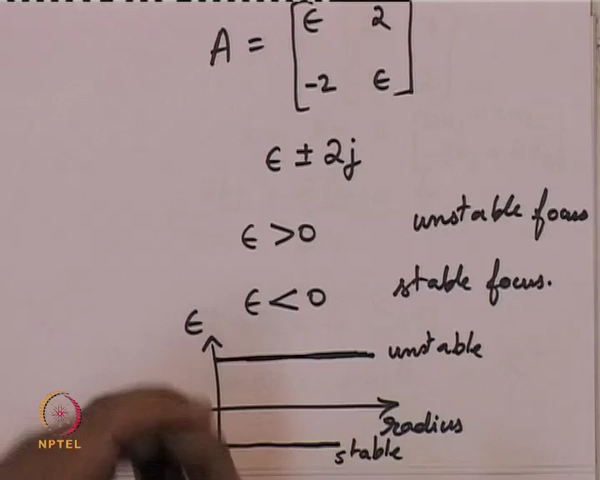 A = [ ϵ 2
-2 ϵ ]
ϵ ± 2j
ϵ > 0 unstable focus
ϵ < 0 stable focus.
ϵ
unstable
radius
stable
NPTEL